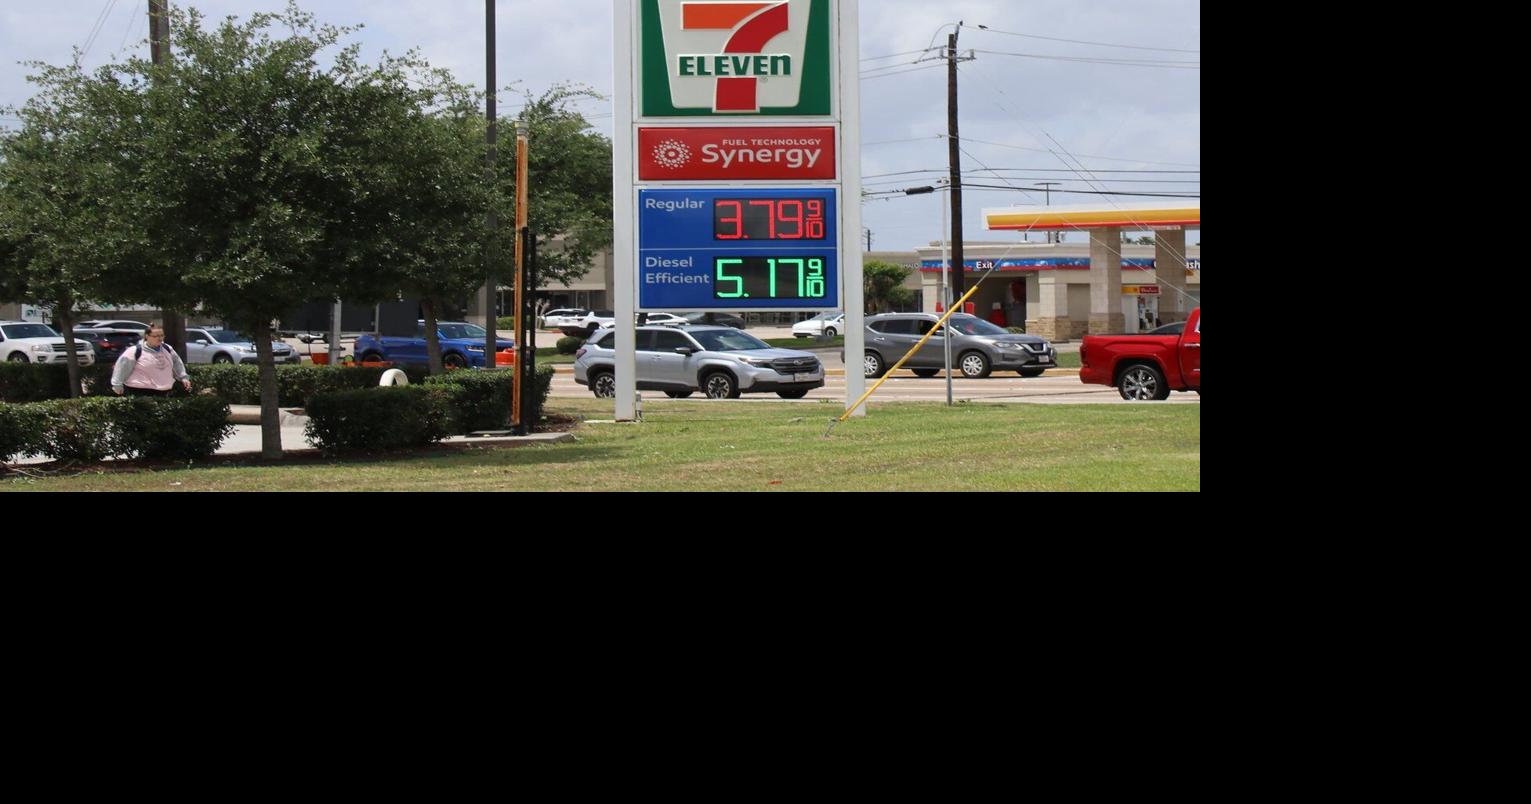 7
ELEVEN
FUEL TECHNOLOGY
Synergy
Regular 3.79 9/10
Diesel
Efficient 5.17 9/10
Exit